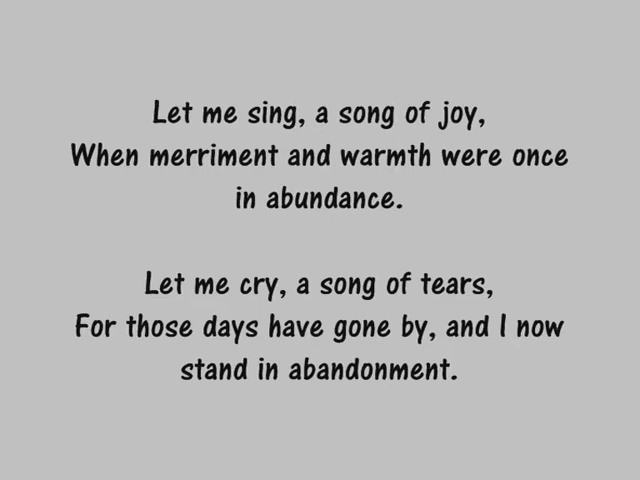 Let me sing, a song of joy,
When merriment and warmth were once
in abundance.
Let me cry, a song of tears,
For those days have gone by, and I now
stand in abandonment.